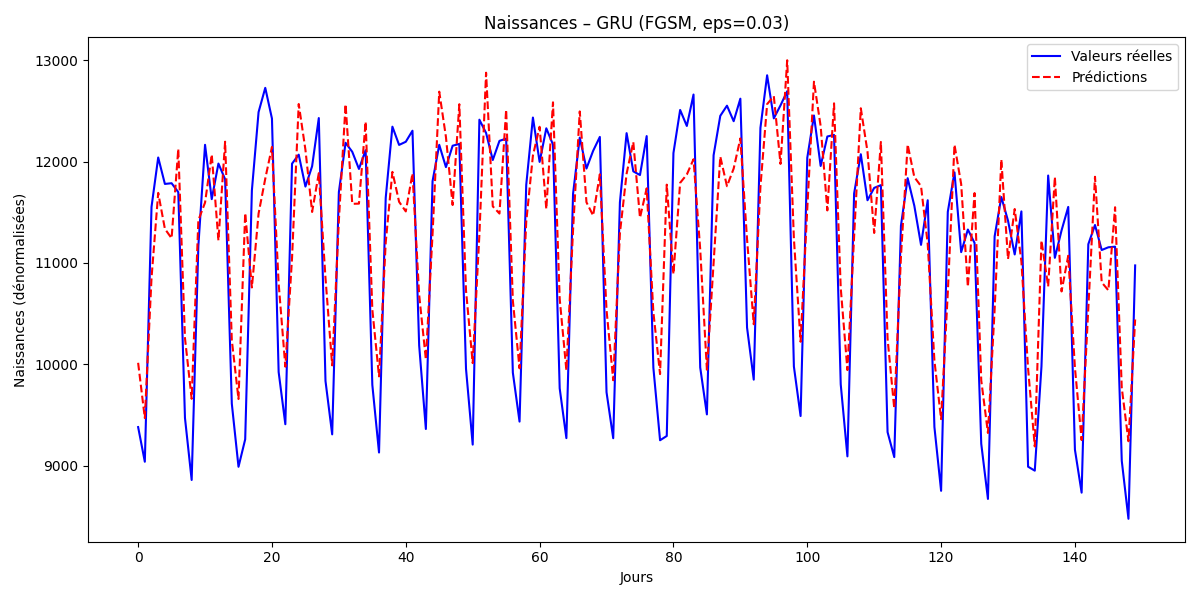 Naissances – GRU (FGSM, eps=0.03)
Valeurs réelles
Prédictions
Naissances (dénormalisées)
13000
12000
11000
10000
9000
0 20 40 60 80 100 120 140
Jours